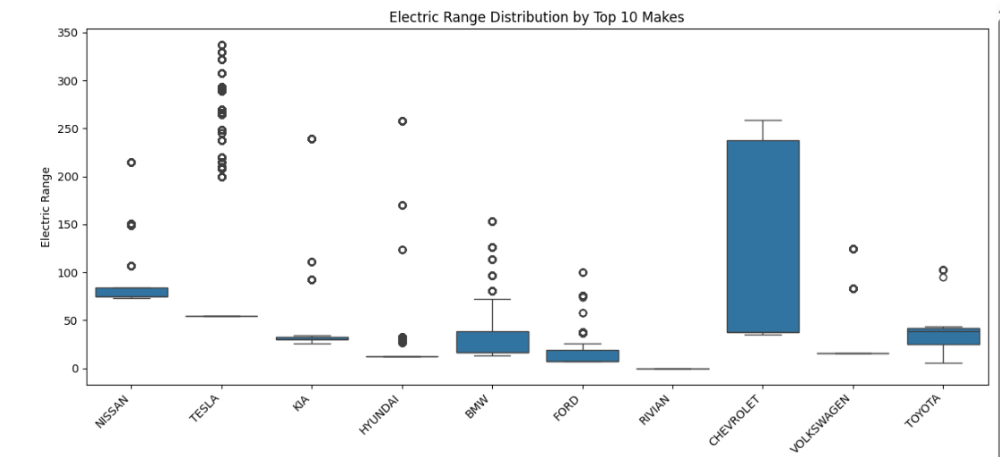 Electric Range Distribution by Top 10 Makes
350
300
250
200
150
100
50
0
Electric Range
NISSAN
TESLA
KIA
HYUNDAI
BMW
FORD
RIVIAN
CHEVROLET
VOLKSWAGEN
TOYOTA